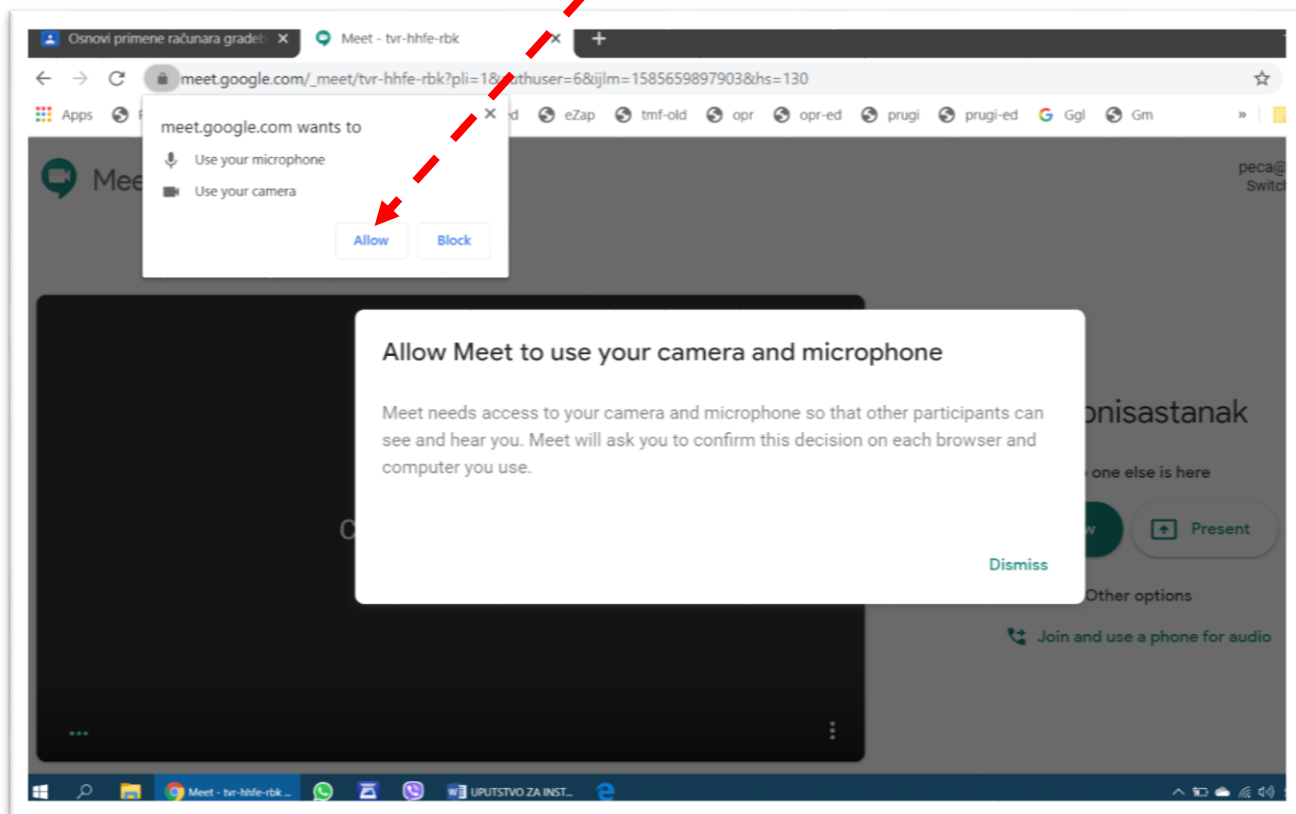 Osnovi primene računara građeb
Meet - tvr-hhfe-rbk
meet.google.com/_meet/tvr-hhfe-rbk?pli=1&uthuser=6&ijlm=1585659897903&hs=130
Apps
eZap
tmf-old
opr
opr-ed
prugi
prugi-ed
Ggl
Gm
»
meet.google.com wants to
Use your microphone
Use your camera
Allow
Block
Mee
peca@
Switc
Allow Meet to use your camera and microphone
Meet needs access to your camera and microphone so that other participants can
see and hear you. Meet will ask you to confirm this decision on each browser and
computer you use.
Dismiss
onisastanak
one else is here
Present
Other options
Join and use a phone for audio
Meet - tvr-hhfe-rbk ...
UPUTSTVO ZA INST...